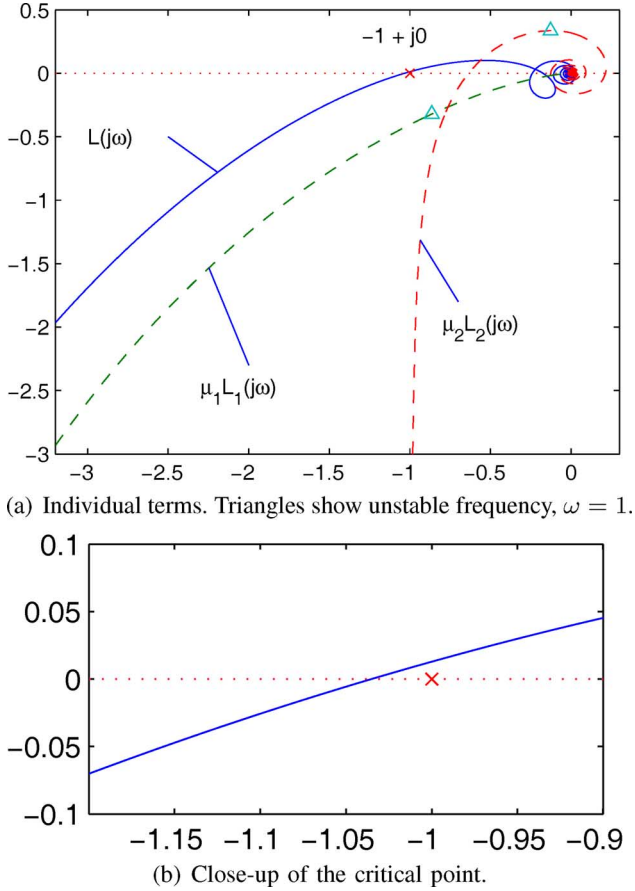 0.5
0
−0.5
−1
−1.5
−2
−2.5
−3
−1 + j0
L(jω)
μ1L1(jω)
μ2L2(jω)
−3 −2.5 −2 −1.5 −1 −0.5 0
(a) Individual terms. Triangles show unstable frequency, ω = 1.
0.1
0.05
0
−0.05
−0.1
−1.15 −1.1 −1.05 −1 −0.95 −0.9
(b) Close-up of the critical point.